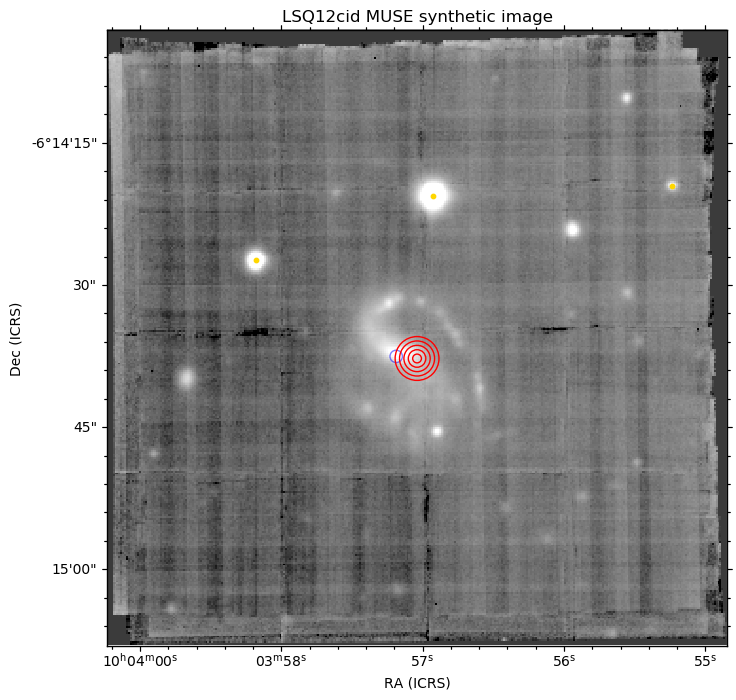 LSQ12cid MUSE synthetic image
-6°14'15"
30"
45"
15'00"
Dec (ICRS)
10h04m00s
03m58s
57s
56s
55s
RA (ICRS)